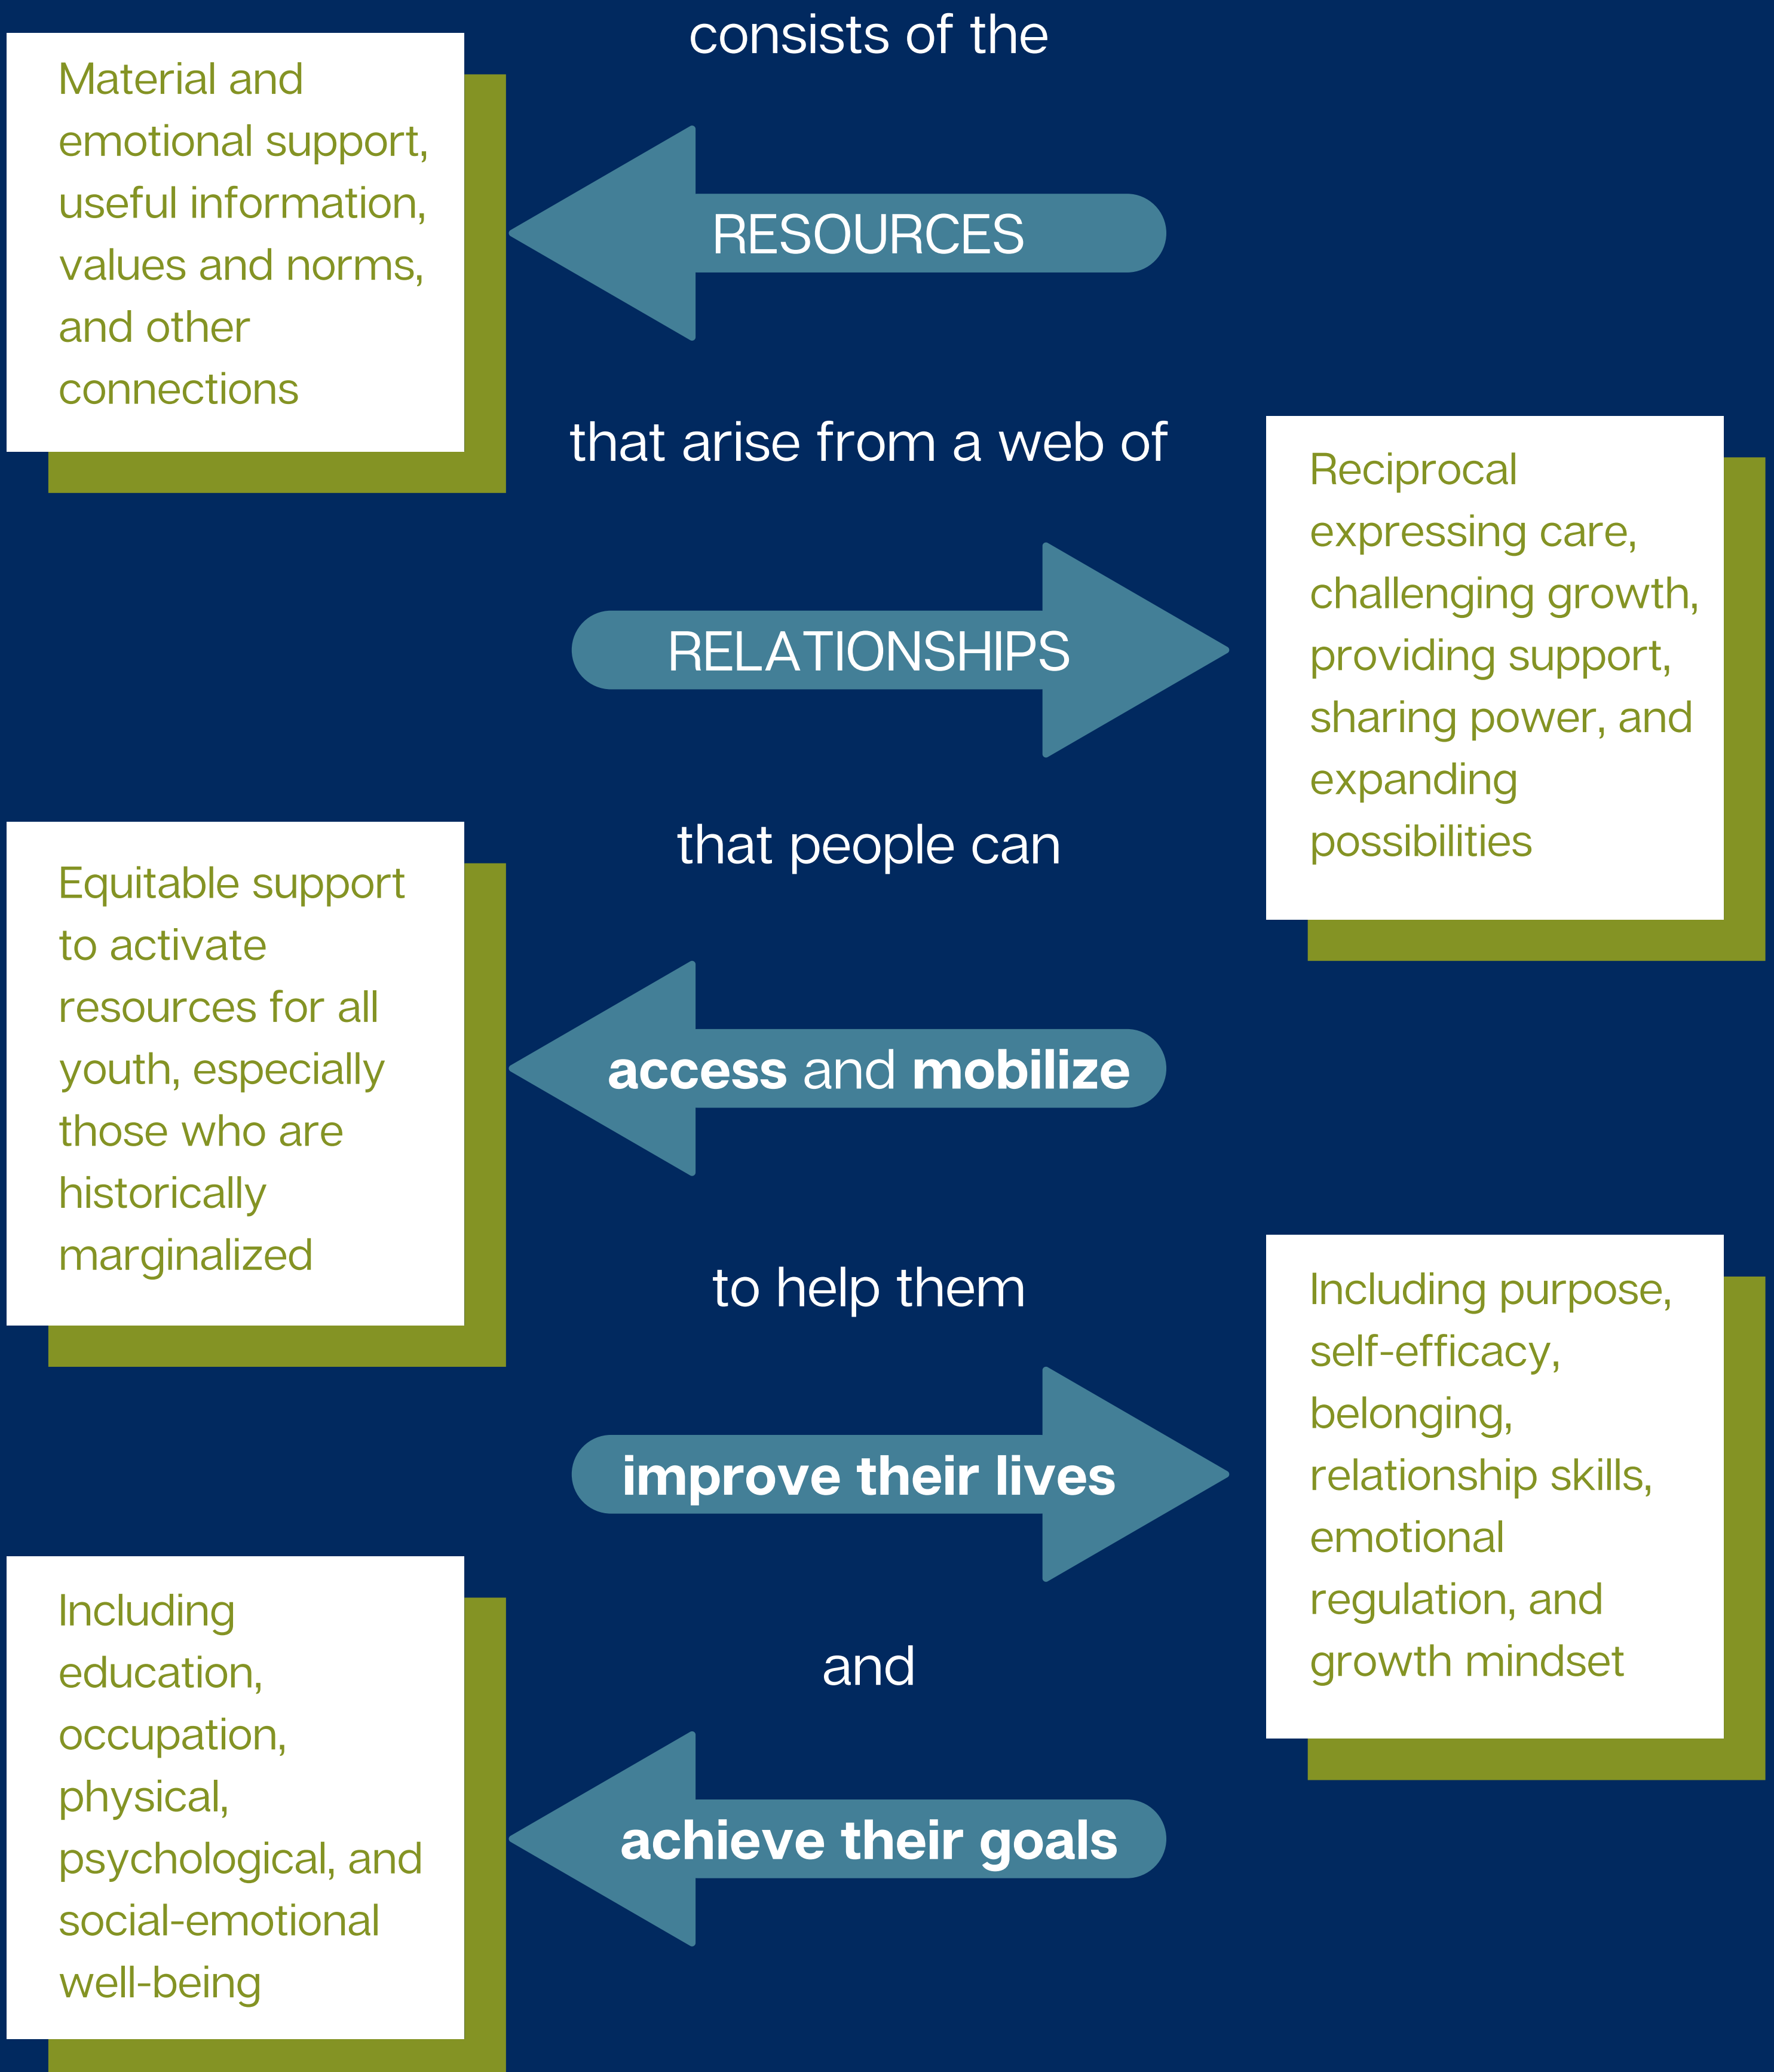 consists of the
Material and
emotional support,
useful information,
values and norms,
and other
connections
RESOURCES
that arise from a web of
RELATIONSHIPS
Reciprocal
expressing care,
challenging growth,
providing support,
sharing power, and
expanding
possibilities
that people can
access and mobilize
Equitable support
to activate
resources for all
youth, especially
those who are
historically
marginalized
to help them
improve their lives
Including purpose,
self-efficacy,
belonging,
relationship skills,
emotional
regulation, and
growth mindset
and
achieve their goals
Including
education,
occupation,
physical,
psychological, and
social-emotional
well-being